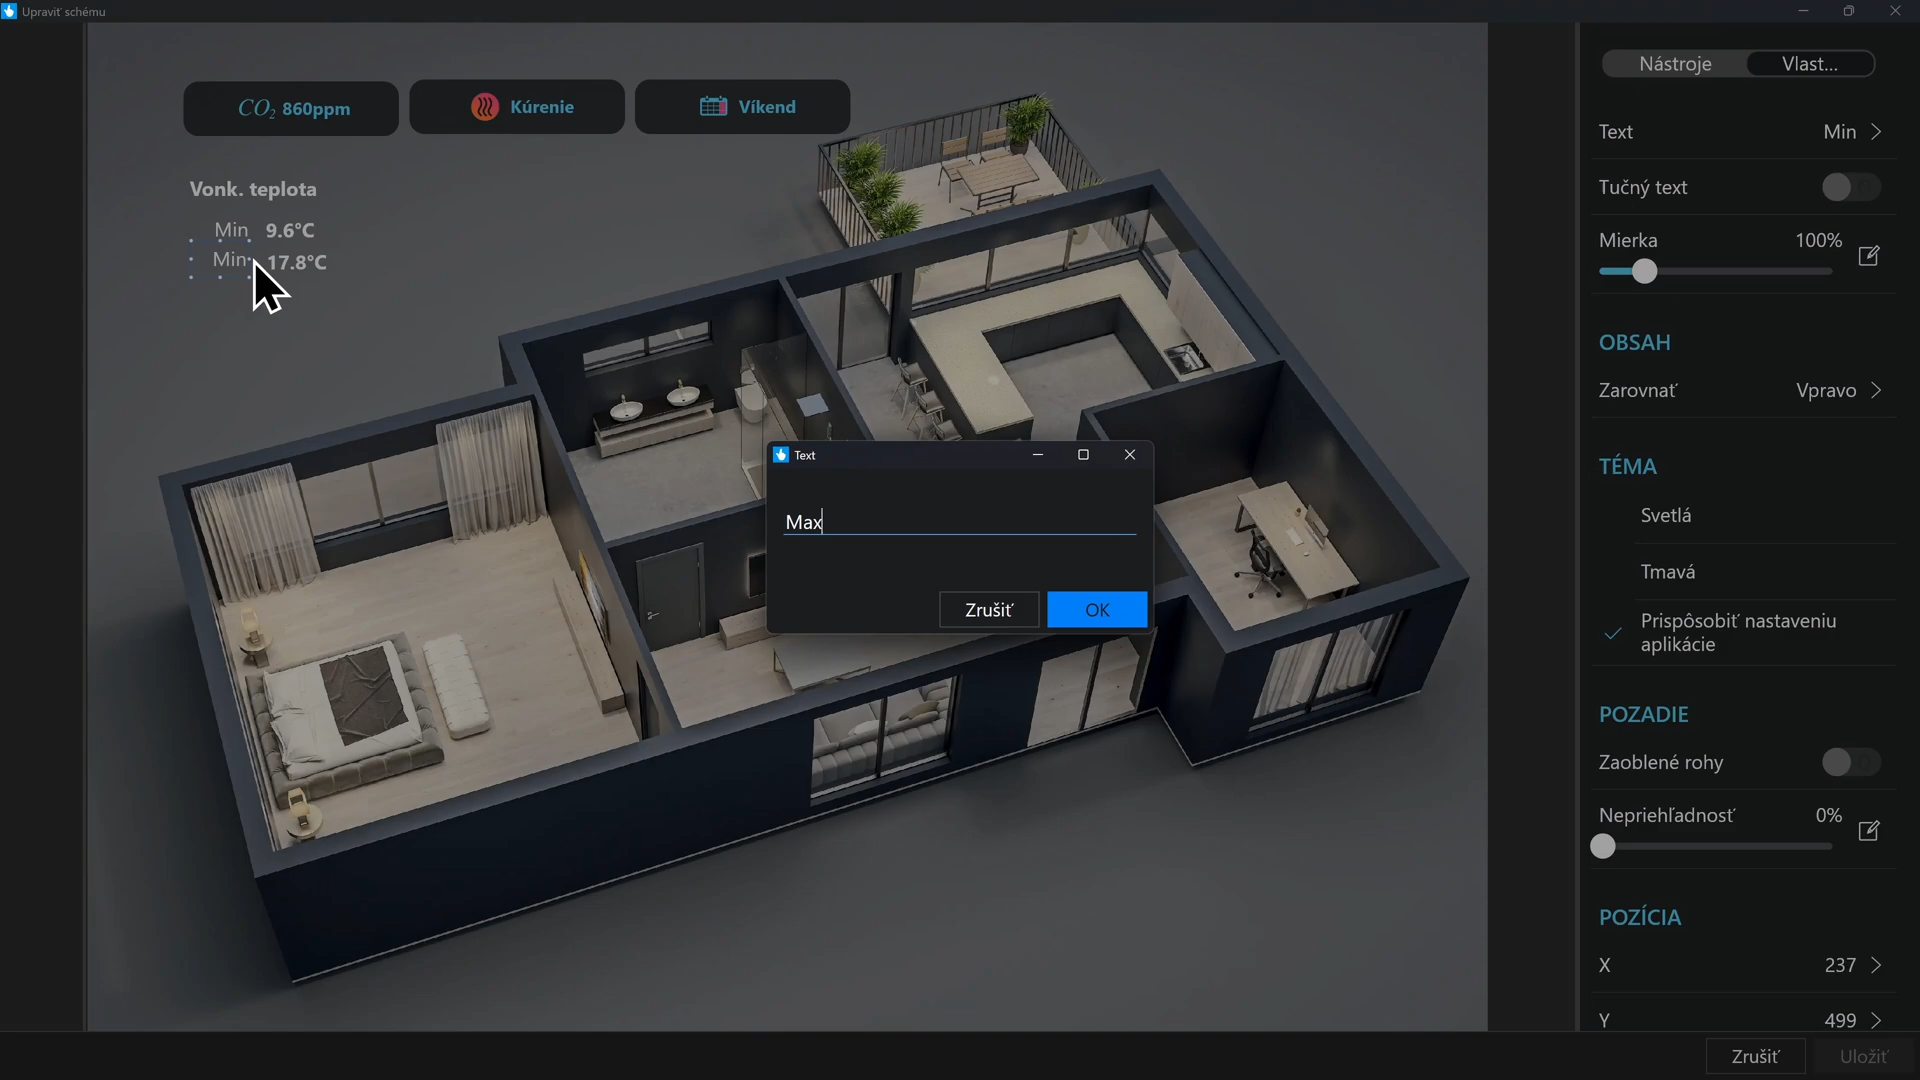 Upraviť schému
Nástroje
Vlast...
CO₂ 860ppm
Kúrenie
Víkend
Text
Min
Tučný text
Mierka
100%
Vonk. teplota
Min 9.6°C
Min 17.8°C
OBSAH
Zarovnať
Vpravo
TÉMA
Svetlá
Tmavá
Prispôsobiť nastaveniu
aplikácie
Text
Max
Zrušiť
OK
POZADIE
Zaoblené rohy
Nepriehľadnosť
0%
POZÍCIA
X
237
Y
499
Zrušiť
Uložiť